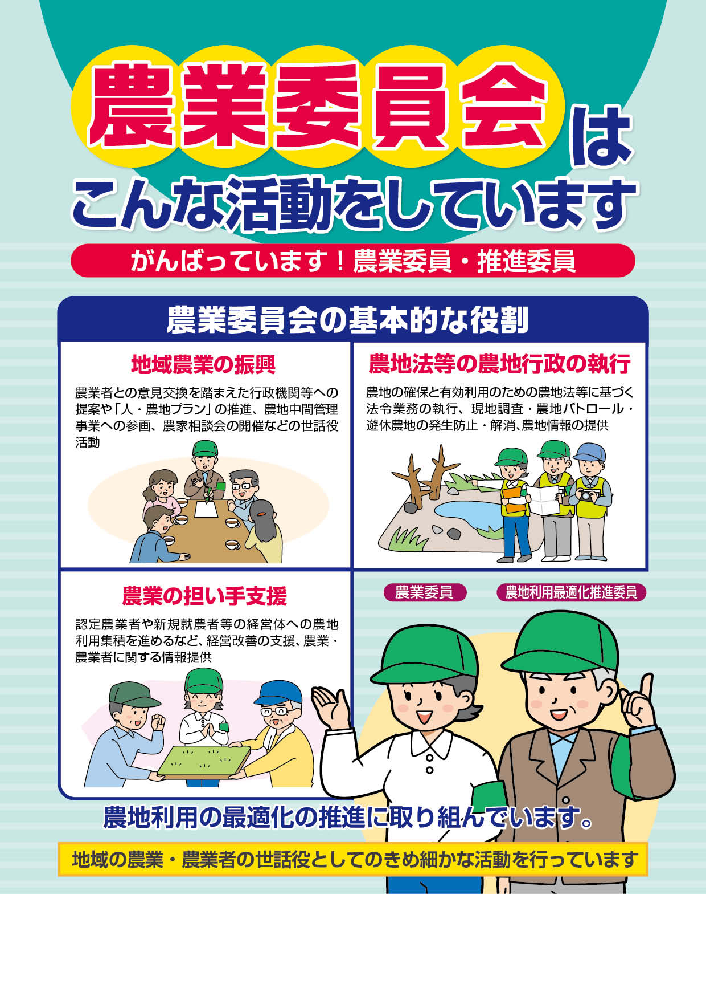 農業委員会は
こんな活動をしています
がんばっています！農業委員・推進委員
農業委員会の基本的な役割
地域農業の振興
農業者との意見交換を踏まえた行政機関等への
提案や「人・農地プラン」の推進、農地中間管理
事業への参画、農家相談会の開催などの世話役
活動
農地法等の農地行政の執行
農地の確保と有効利用のための農地法等に基づく
法令業務の執行、現地調査・農地パトロール・
遊休農地の発生防止・解消、農地情報の提供
農業の担い手支援
認定農業者や新規就農者等の経営体への農地
利用集積を進めるなど、経営改善の支援、農業・
農業者に関する情報提供
農業委員
農地利用最適化推進委員
農地利用の最適化の推進に取り組んでいます。
地域の農業・農業者の世話役としてのきめ細かな活動を行っています